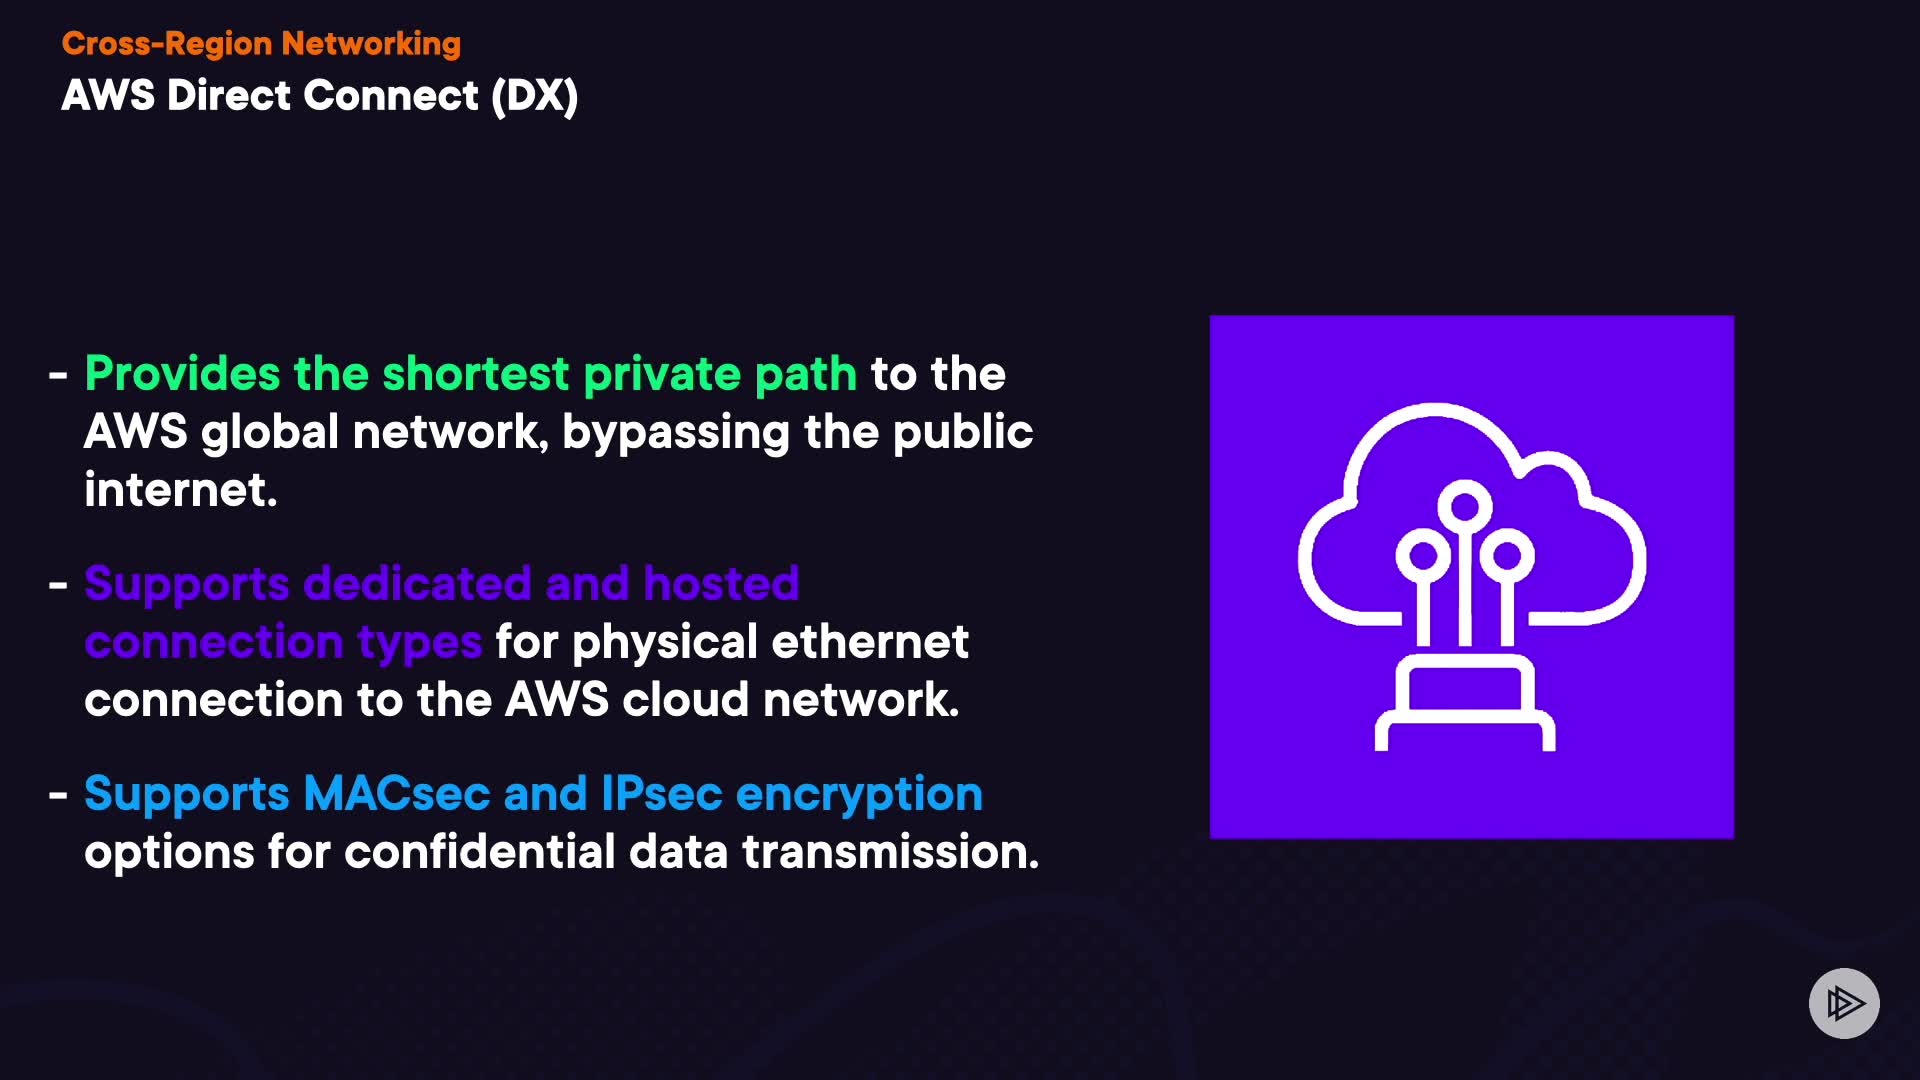 Cross-Region Networking
AWS Direct Connect (DX)
- Provides the shortest private path to the
AWS global network, bypassing the public
internet.
- Supports dedicated and hosted
connection types for physical ethernet
connection to the AWS cloud network.
- Supports MACsec and IPsec encryption
options for confidential data transmission.